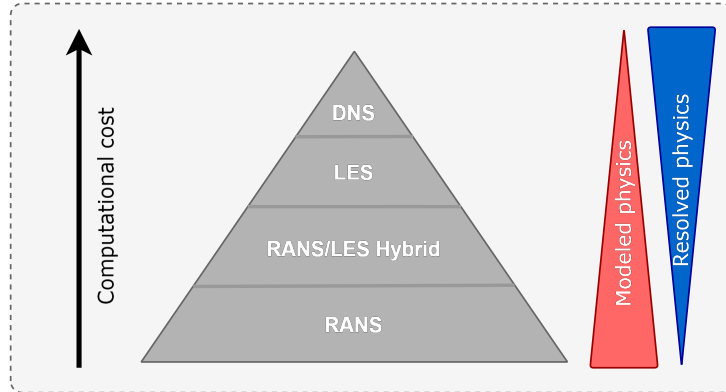 Computational cost
DNS
LES
RANS/LES Hybrid
RANS
Modeled physics
Resolved physics